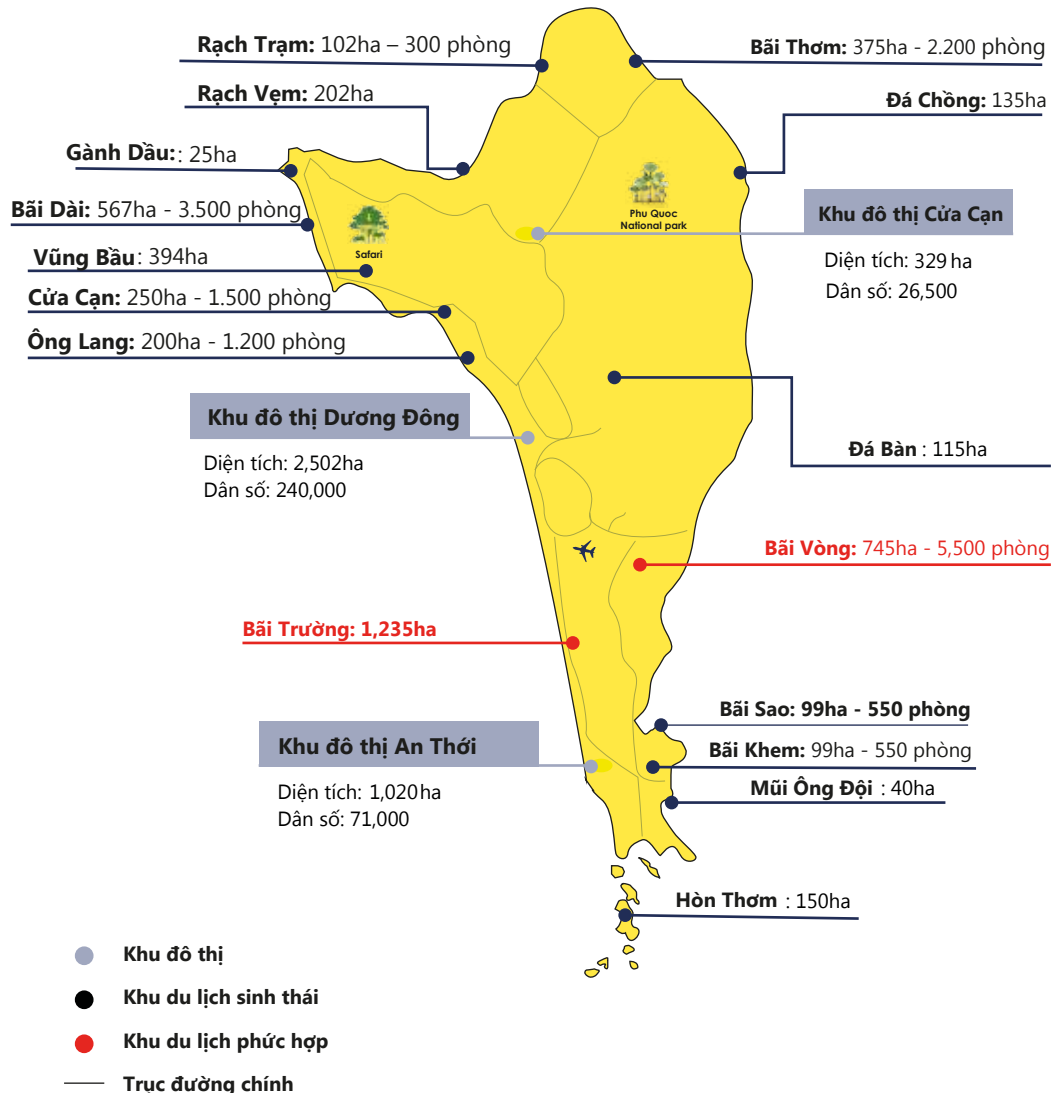 Rạch Trạm: 102ha – 300 phòng
Bãi Thơm: 375ha - 2.200 phòng
Rạch Vẹm: 202ha
Đá Chồng: 135ha
Gành Dầu: : 25ha
Bãi Dài: 567ha - 3.500 phòng
Safari
Phu Quoc
National park
Khu đô thị Cửa Cạn
Diện tích: 329 ha
Dân số: 26,500
Vũng Bầu: 394ha
Cửa Cạn: 250ha - 1.500 phòng
Ông Lang: 200ha - 1.200 phòng
Khu đô thị Dương Đông
Diện tích: 2,502ha
Dân số: 240,000
Đá Bàn : 115ha
Bãi Vòng: 745ha - 5,500 phòng
Bãi Trường: 1,235ha
Bãi Sao: 99ha - 550 phòng
Khu đô thị An Thới
Diện tích: 1,020ha
Dân số: 71,000
Bãi Khem: 99ha - 550 phòng
Mũi Ông Đội : 40ha
Hòn Thơm : 150ha
Khu đô thị
Khu du lịch sinh thái
Khu du lịch phức hợp
Trục đường chính